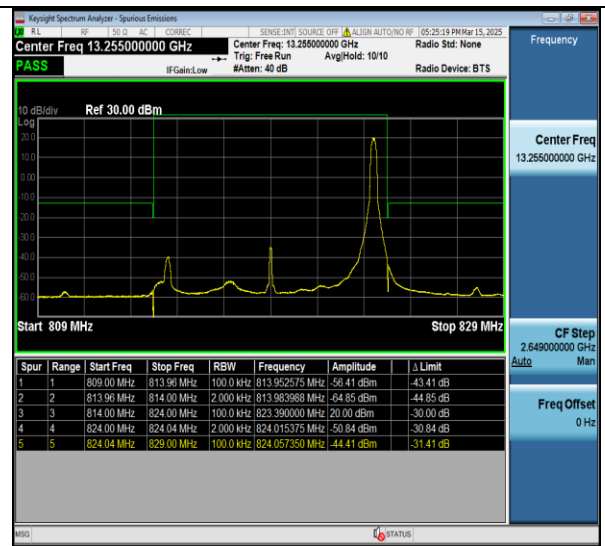 Keysight Spectrum Analyzer - Spurious Emissions
RL RF 50 Ω AC CORREC SENSE:INT SOURCE OFF ALIGN AUTO/NO RF 05:25:19 PM Mar 15, 2025
Center Freq 13.255000000 GHz
PASS
IFGain:Low
Center Freq: 13.255000000 GHz
Trig: Free Run Avg|Hold: 10/10
#Atten: 40 dB
Radio Std: None
Radio Device: BTS
10 dB/div Ref 30.00 dBm
Log
20.0
10.0
0.00
-10.0
-20.0
-30.0
-40.0
-50.0
-60.0
Start 809 MHz Stop 829 MHz
Spur Range Start Freq Stop Freq RBW Frequency Amplitude Δ Limit
1 1 809.00 MHz 813.96 MHz 100.0 kHz 813.952575 MHz -56.41 dBm -43.41 dB
2 2 813.96 MHz 814.00 MHz 2.000 kHz 813.983988 MHz -64.85 dBm -44.85 dB
3 3 814.00 MHz 824.00 MHz 100.0 kHz 823.390000 MHz 20.00 dBm -30.00 dB
4 4 824.00 MHz 824.04 MHz 2.000 kHz 824.015375 MHz -50.84 dBm -30.84 dB
5 5 824.04 MHz 829.00 MHz 100.0 kHz 824.057350 MHz -44.41 dBm -31.41 dB
Frequency
Center Freq
13.255000000 GHz
CF Step
2.649000000 GHz
Auto Man
Freq Offset
0 Hz
MSG STATUS